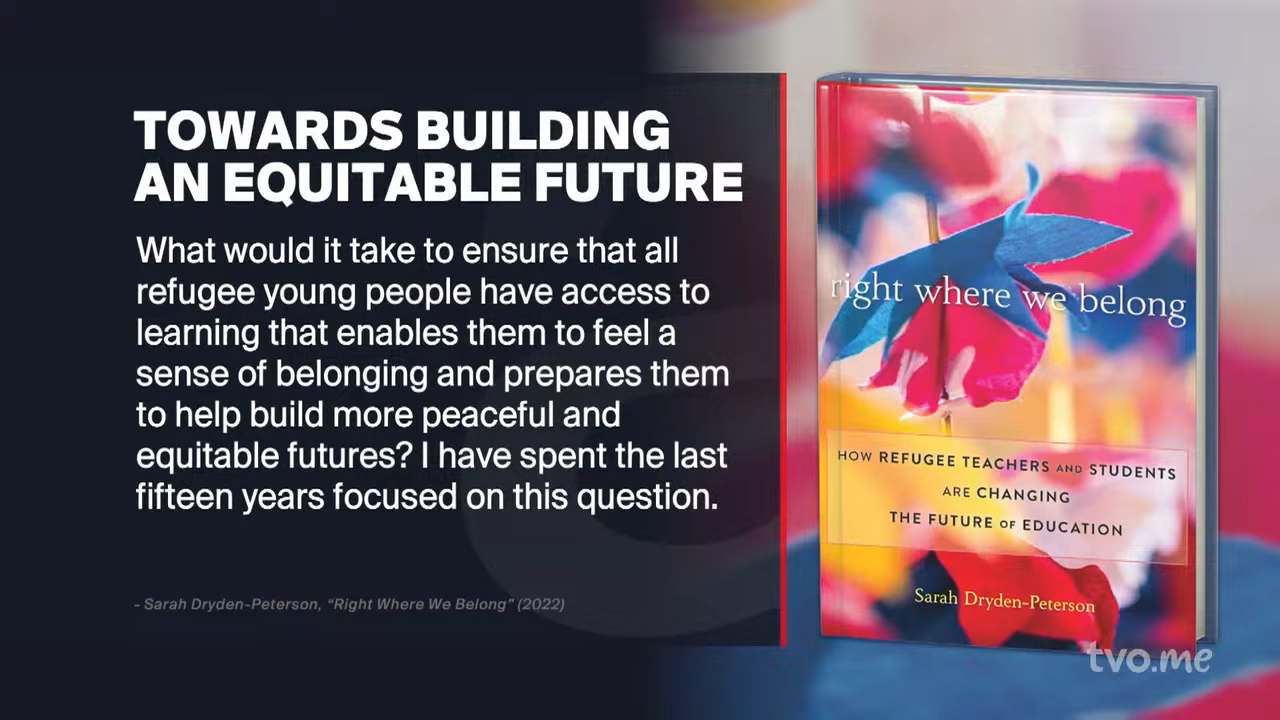 TOWARDS BUILDING
AN EQUITABLE FUTURE
What would it take to ensure that all
refugee young people have access to
learning that enables them to feel a
sense of belonging and prepares them
to help build more peaceful and
equitable futures? I have spent the last
fifteen years focused on this question.
- Sarah Dryden-Peterson, “Right Where We Belong” (2022)
right where we belong
HOW REFUGEE TEACHERS AND STUDENTS
ARE CHANGING
THE FUTURE OF EDUCATION
Sarah Dryden-Peterson
tvo.me